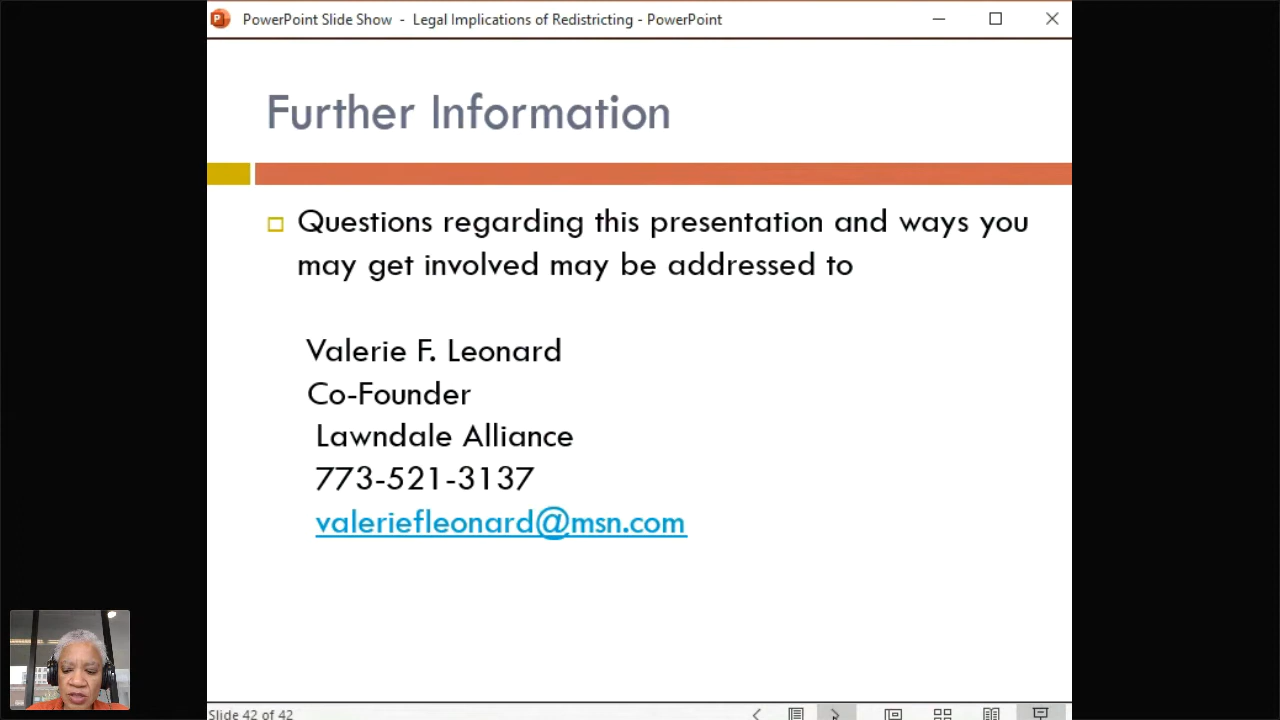 PowerPoint Slide Show - Legal Implications of Redistricting - PowerPoint
Further Information
Questions regarding this presentation and ways you
may get involved may be addressed to
Valerie F. Leonard
Co-Founder
Lawndale Alliance
773-521-3137
valeriefleonard@msn.com
Slide 42 of 42